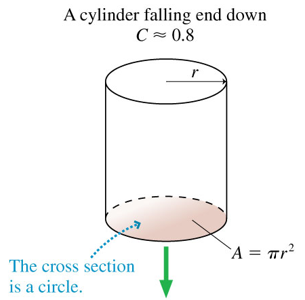 A cylinder falling end down
C ≈ 0.8
r
A = πr²
The cross section
is a circle.